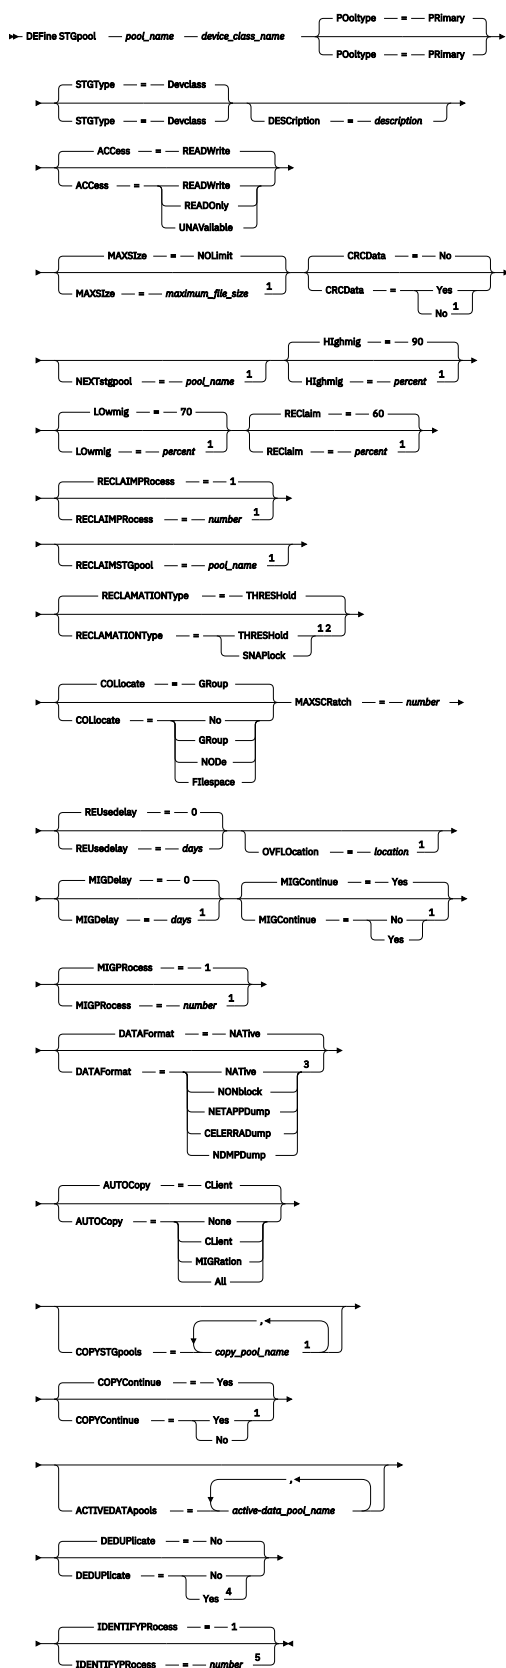 POoltype = PRimary
DEFine STGpool pool_name device_class_name
POoltype = PRimary
STGType = Devclass
STGType = Devclass
DESCription = description
ACCess = READWrite
ACCess = READWrite
READOnly
UNAVailable
MAXSIze = NOLimit
CRCData = No
MAXSIze = maximum_file_size 1
CRCData = Yes
No 1
HIghmig = 90
NEXTstgpool = pool_name 1
HIghmig = percent 1
LOwmig = 70
REClaim = 60
LOwmig = percent 1
REClaim = percent 1
RECLAIMPRocess = 1
RECLAIMPRocess = number 1
RECLAIMSTGpool = pool_name 1
RECLAMATIONType = THRESHold
RECLAMATIONType = THRESHold 1 2
SNAPlock
COLlocate = GRoup
MAXSCRatch = number
COLlocate = No
GRoup
NODe
FIlespace
REUsedelay = 0
REUsedelay = days
OVFLOcation = location 1
MIGDelay = 0
MIGContinue = Yes
MIGDelay = days 1
MIGContinue = No 1
Yes
MIGPRocess = 1
MIGPRocess = number 1
DATAFormat = NATive
DATAFormat = NATive 3
NONblock
NETAPPDump
CELERRADump
NDMPDump
AUTOCopy = CLient
AUTOCopy = None
CLient
MIGRation
All
,
COPYSTGpools = copy_pool_name 1
COPYContinue = Yes
COPYContinue = Yes 1
No
,
ACTIVEDATApools = active-data_pool_name
DEDUPlicate = No
DEDUPlicate = No
Yes 4
IDENTIFYPRocess = 1
IDENTIFYPRocess = number 5